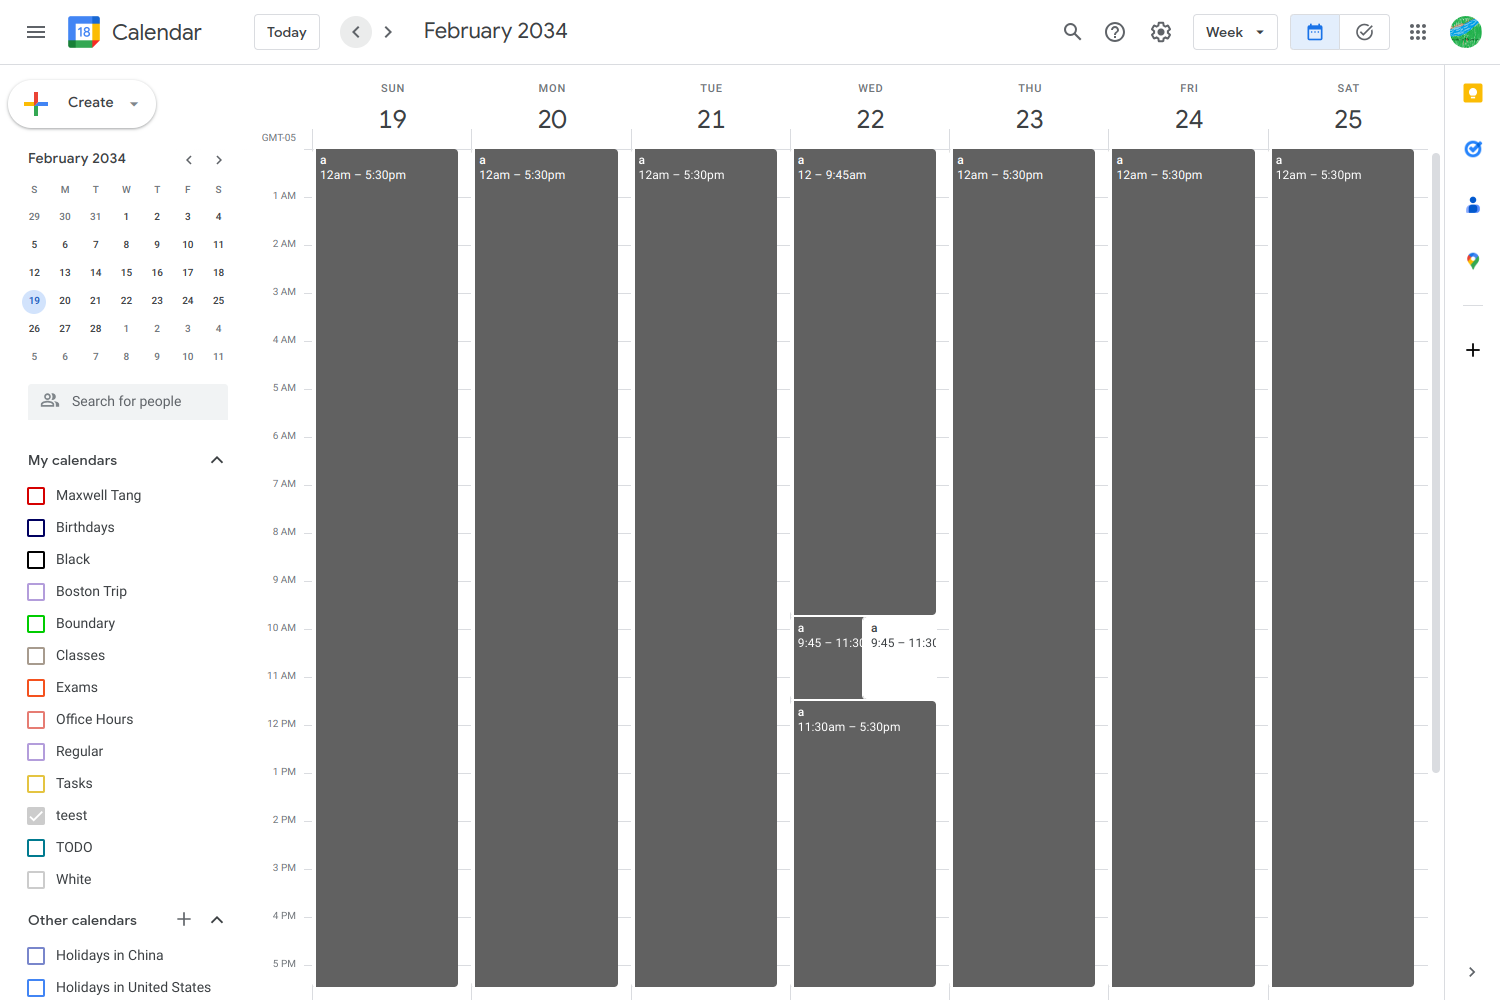 18 Calendar Today February 2034 Week
Create
February 2034
S M T W T F S
29 30 31 1 2 3 4
5 6 7 8 9 10 11
12 13 14 15 16 17 18
19 20 21 22 23 24 25
26 27 28 1 2 3 4
5 6 7 8 9 10 11
Search for people
My calendars
Maxwell Tang
Birthdays
Black
Boston Trip
Boundary
Classes
Exams
Office Hours
Regular
Tasks
teest
TODO
White
Other calendars
Holidays in China
Holidays in United States
SUN MON TUE WED THU FRI SAT
19 20 21 22 23 24 25
GMT-05
a a a a a a a
12am – 5:30pm 12am – 5:30pm 12am – 5:30pm 12 – 9:45am 12am – 5:30pm 12am – 5:30pm 12am – 5:30pm
1 AM
2 AM
3 AM
4 AM
5 AM
6 AM
7 AM
8 AM
9 AM
10 AM a a
9:45 – 11:30 9:45 – 11:30
11 AM
a
12 PM 11:30am – 5:30pm
1 PM
2 PM
3 PM
4 PM
5 PM